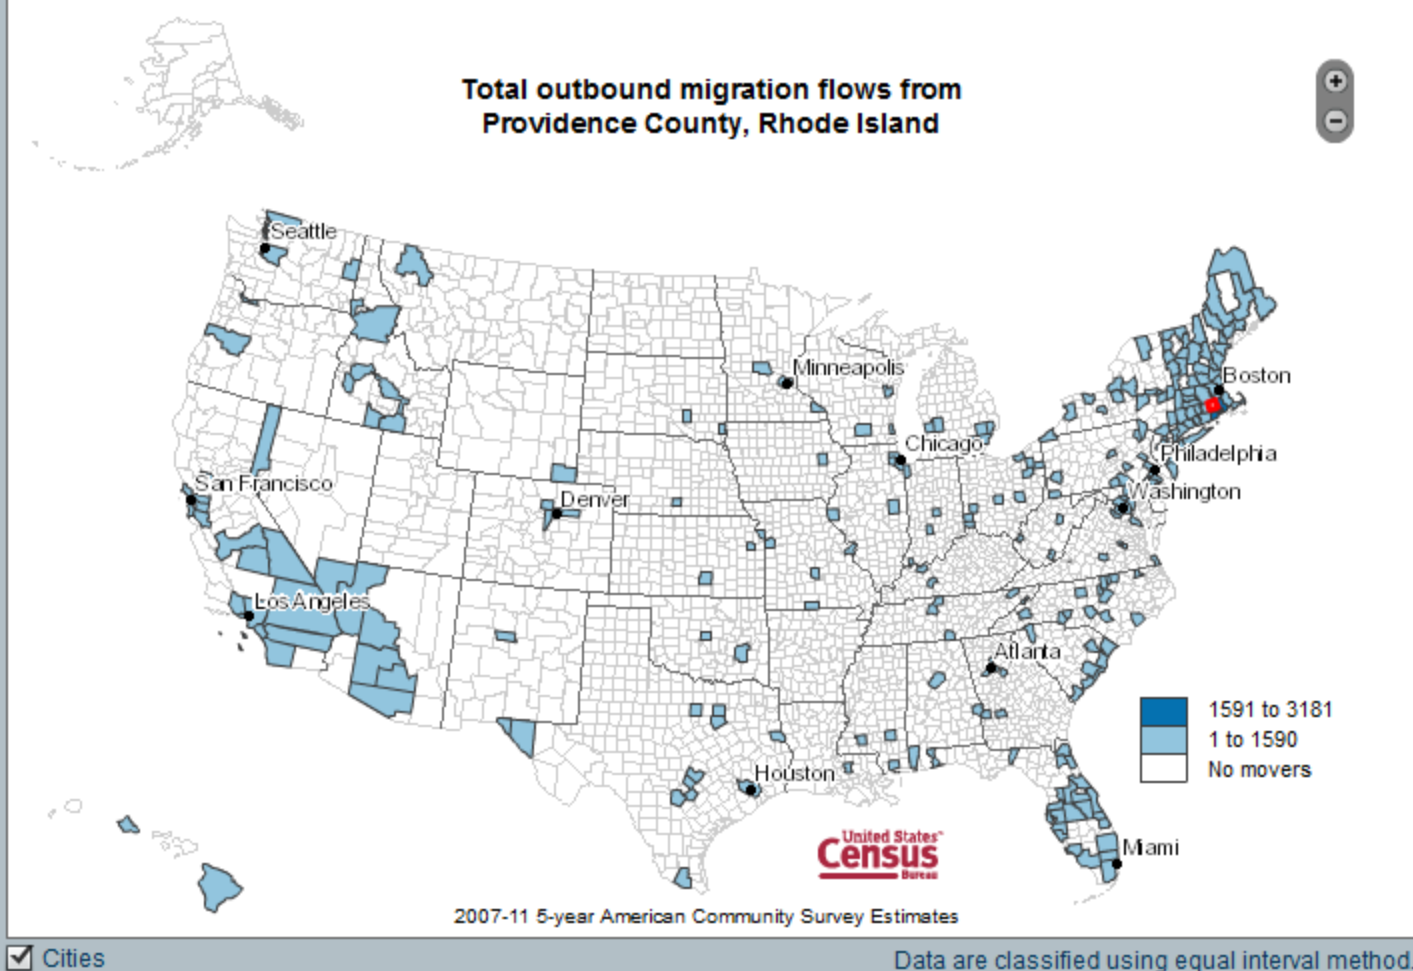 Total outbound migration flows from
Providence County, Rhode Island
+
−
Seattle
Minneapolis
Boston
Chicago
Philadelphia
San Francisco
Denver
Washington
Los Angeles
Atlanta
1591 to 3181
1 to 1590
No movers
Houston
United States™
Census
Bureau
Miami
2007-11 5-year American Community Survey Estimates
Cities
Data are classified using equal interval method.